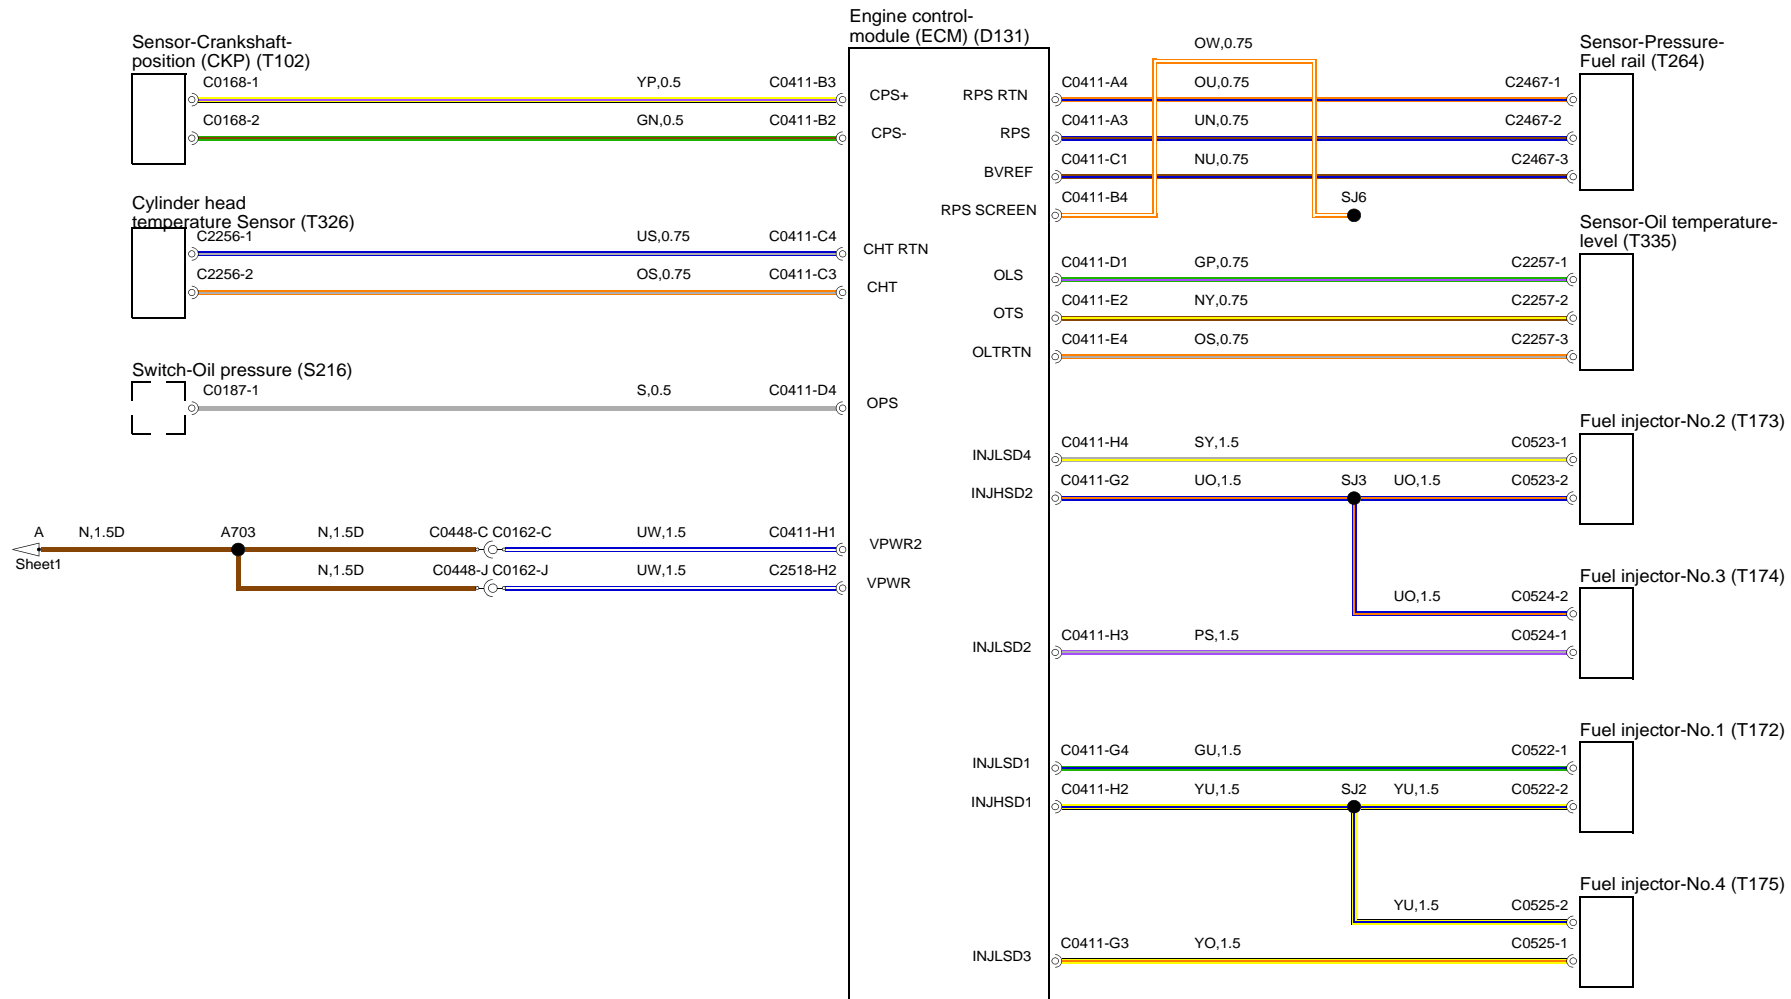 Engine control-
module (ECM) (D131)
Sensor-Crankshaft-
position (CKP) (T102)
C0168-1 YP,0.5 C0411-B3 CPS+
C0168-2 GN,0.5 C0411-B2 CPS-
Cylinder head
temperature Sensor (T326)
C2256-1 US,0.75 C0411-C4 CHT RTN
C2256-2 OS,0.75 C0411-C3 CHT
Switch-Oil pressure (S216)
C0187-1 S,0.5 C0411-D4 OPS
A N,1.5D A703 N,1.5D C0448-C C0162-C UW,1.5 C0411-H1 VPWR2
Sheet1
N,1.5D C0448-J C0162-J UW,1.5 C2518-H2 VPWR
OW,0.75
Sensor-Pressure-
Fuel rail (T264)
RPS RTN C0411-A4 OU,0.75 C2467-1
RPS C0411-A3 UN,0.75 C2467-2
BVREF C0411-C1 NU,0.75 C2467-3
RPS SCREEN C0411-B4 SJ6
Sensor-Oil temperature-
level (T335)
OLS C0411-D1 GP,0.75 C2257-1
OTS C0411-E2 NY,0.75 C2257-2
OLTRTN C0411-E4 OS,0.75 C2257-3
Fuel injector-No.2 (T173)
INJLSD4 C0411-H4 SY,1.5 C0523-1
INJHSD2 C0411-G2 UO,1.5 SJ3 UO,1.5 C0523-2
Fuel injector-No.3 (T174)
UO,1.5 C0524-2
INJLSD2 C0411-H3 PS,1.5 C0524-1
Fuel injector-No.1 (T172)
INJLSD1 C0411-G4 GU,1.5 C0522-1
INJHSD1 C0411-H2 YU,1.5 SJ2 YU,1.5 C0522-2
Fuel injector-No.4 (T175)
YU,1.5 C0525-2
INJLSD3 C0411-G3 YO,1.5 C0525-1